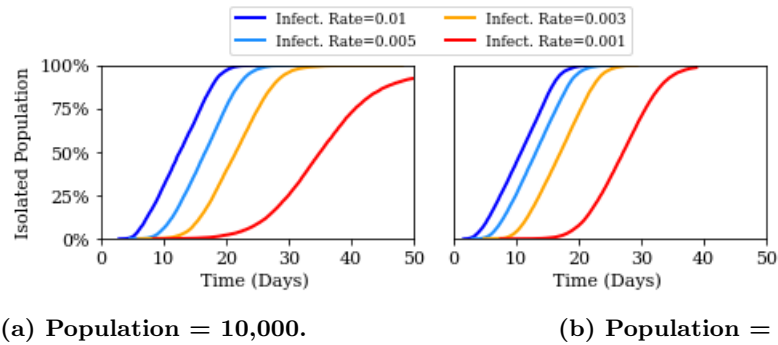 Infect. Rate=0.01 Infect. Rate=0.003
Infect. Rate=0.005 Infect. Rate=0.001
Isolated Population
100%
75%
50%
25%
0%
0 10 20 30 40 50
Time (Days)
0 10 20 30 40 50
Time (Days)
(a) Population = 10,000.
(b) Population =